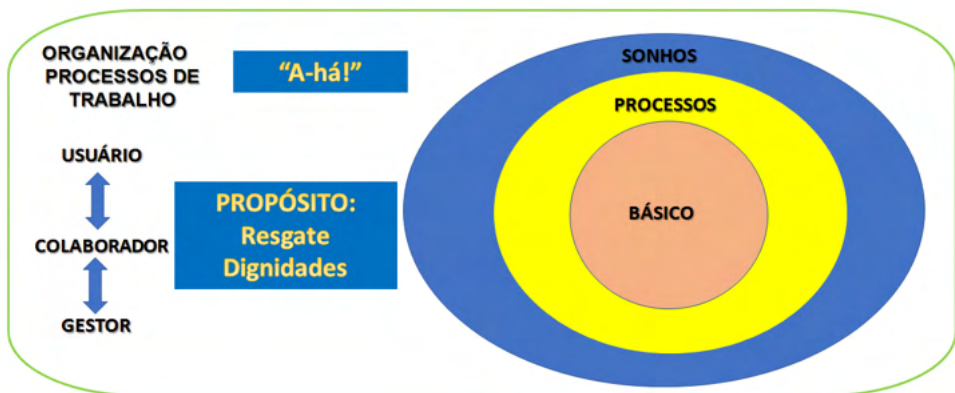 ORGANIZAÇÃO
PROCESSOS DE
TRABALHO
“A-há!”
USUÁRIO
COLABORADOR
GESTOR
PROPÓSITO:
Resgate
Dignidades
SONHOS
PROCESSOS
BÁSICO